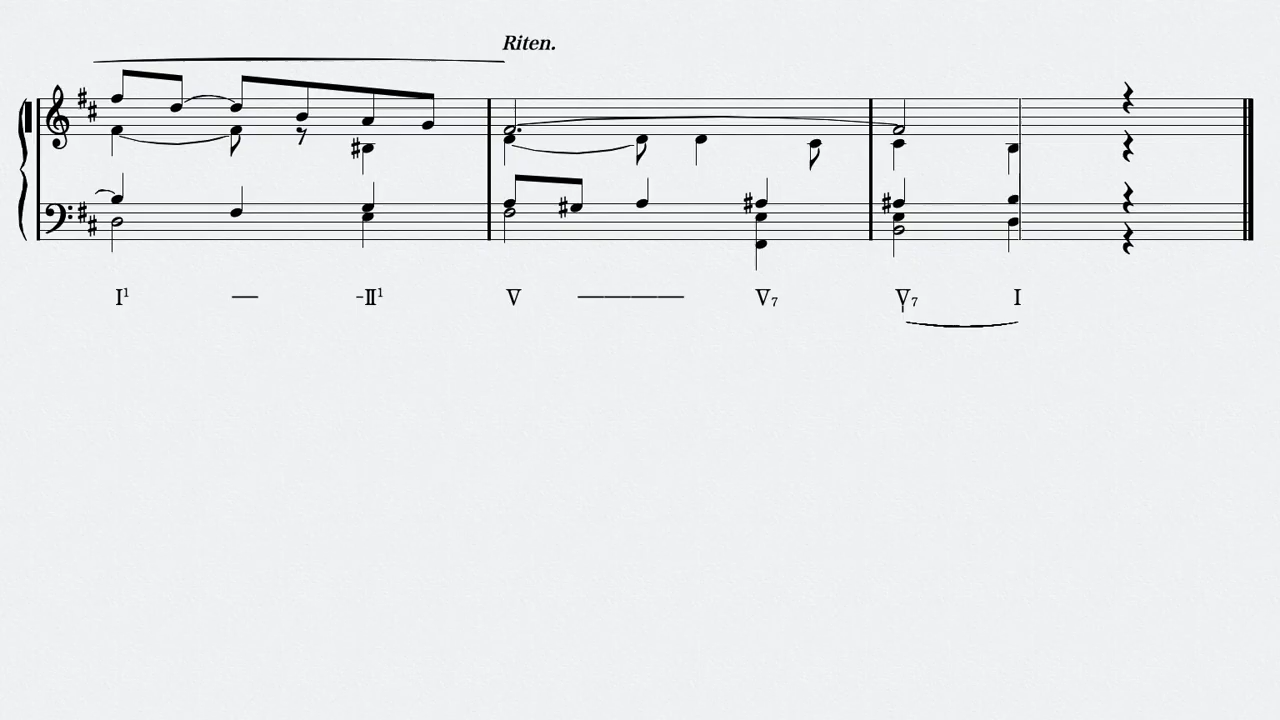 Riten.
I¹ — -II¹ V ———— V₇ V₇ I